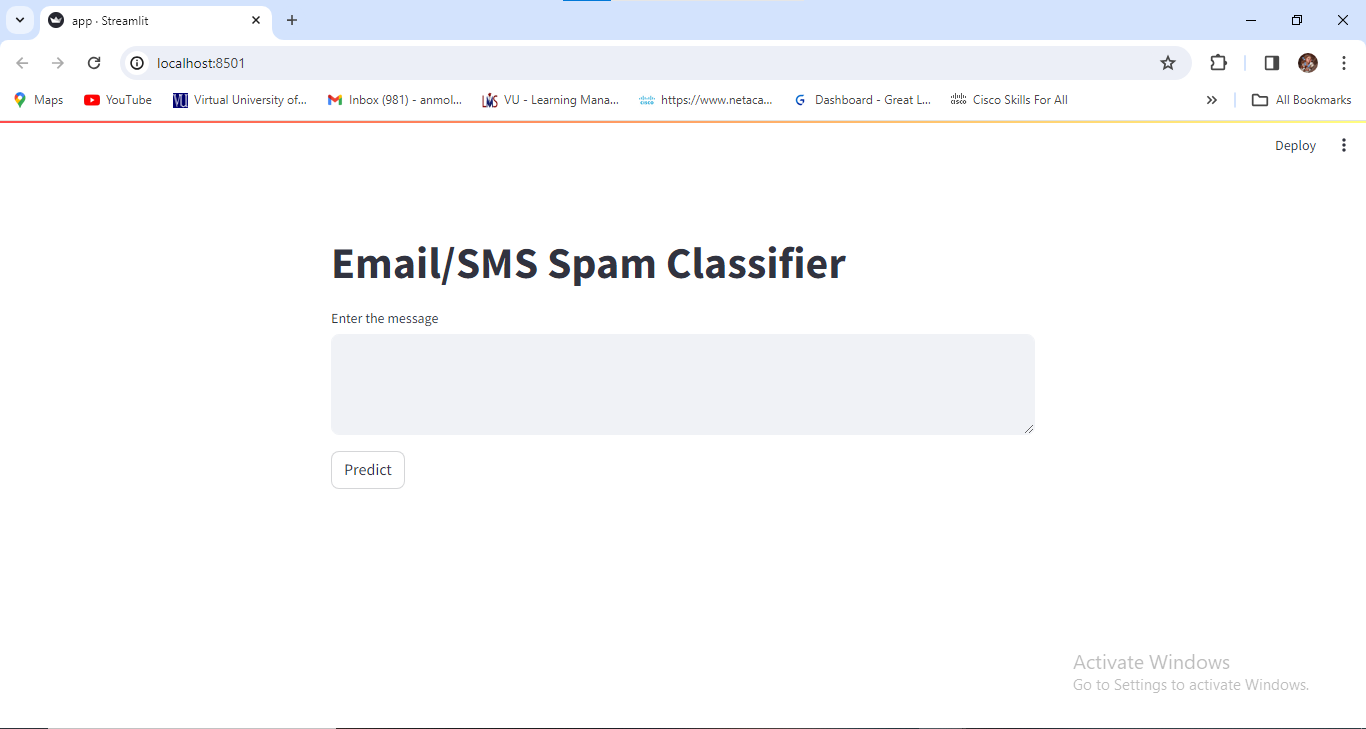 app · Streamlit
localhost:8501
Maps YouTube Virtual University of... Inbox (981) - anmol... VU - Learning Mana... https://www.netaca... Dashboard - Great L... Cisco Skills For All » All Bookmarks
Deploy
Email/SMS Spam Classifier
Enter the message
Predict
Activate Windows
Go to Settings to activate Windows.